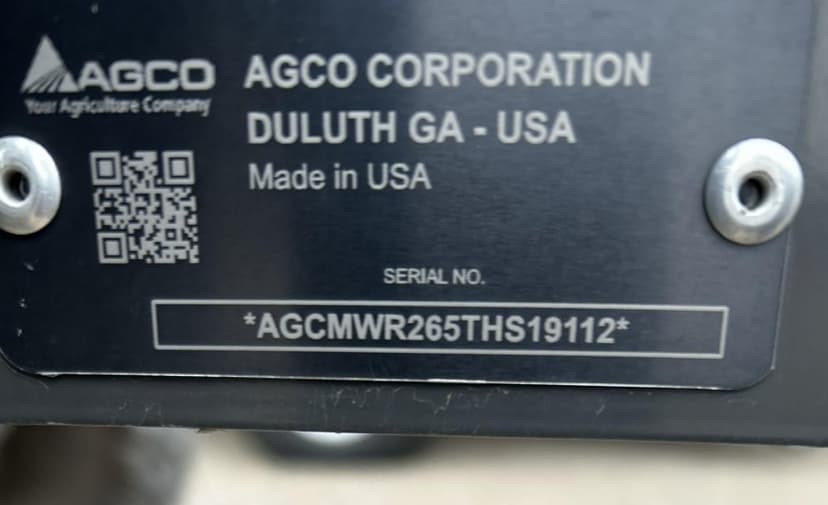 AGCO
Your Agriculture Company
AGCO CORPORATION
DULUTH GA - USA
Made in USA
SERIAL NO.
*AGCMWR265THS19112*